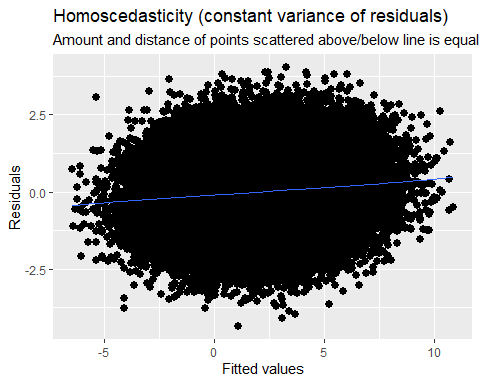 Homoscedasticity (constant variance of residuals)
Amount and distance of points scattered above/below line is equal
2.5
0.0
-2.5
Residuals
-5
0
5
10
Fitted values